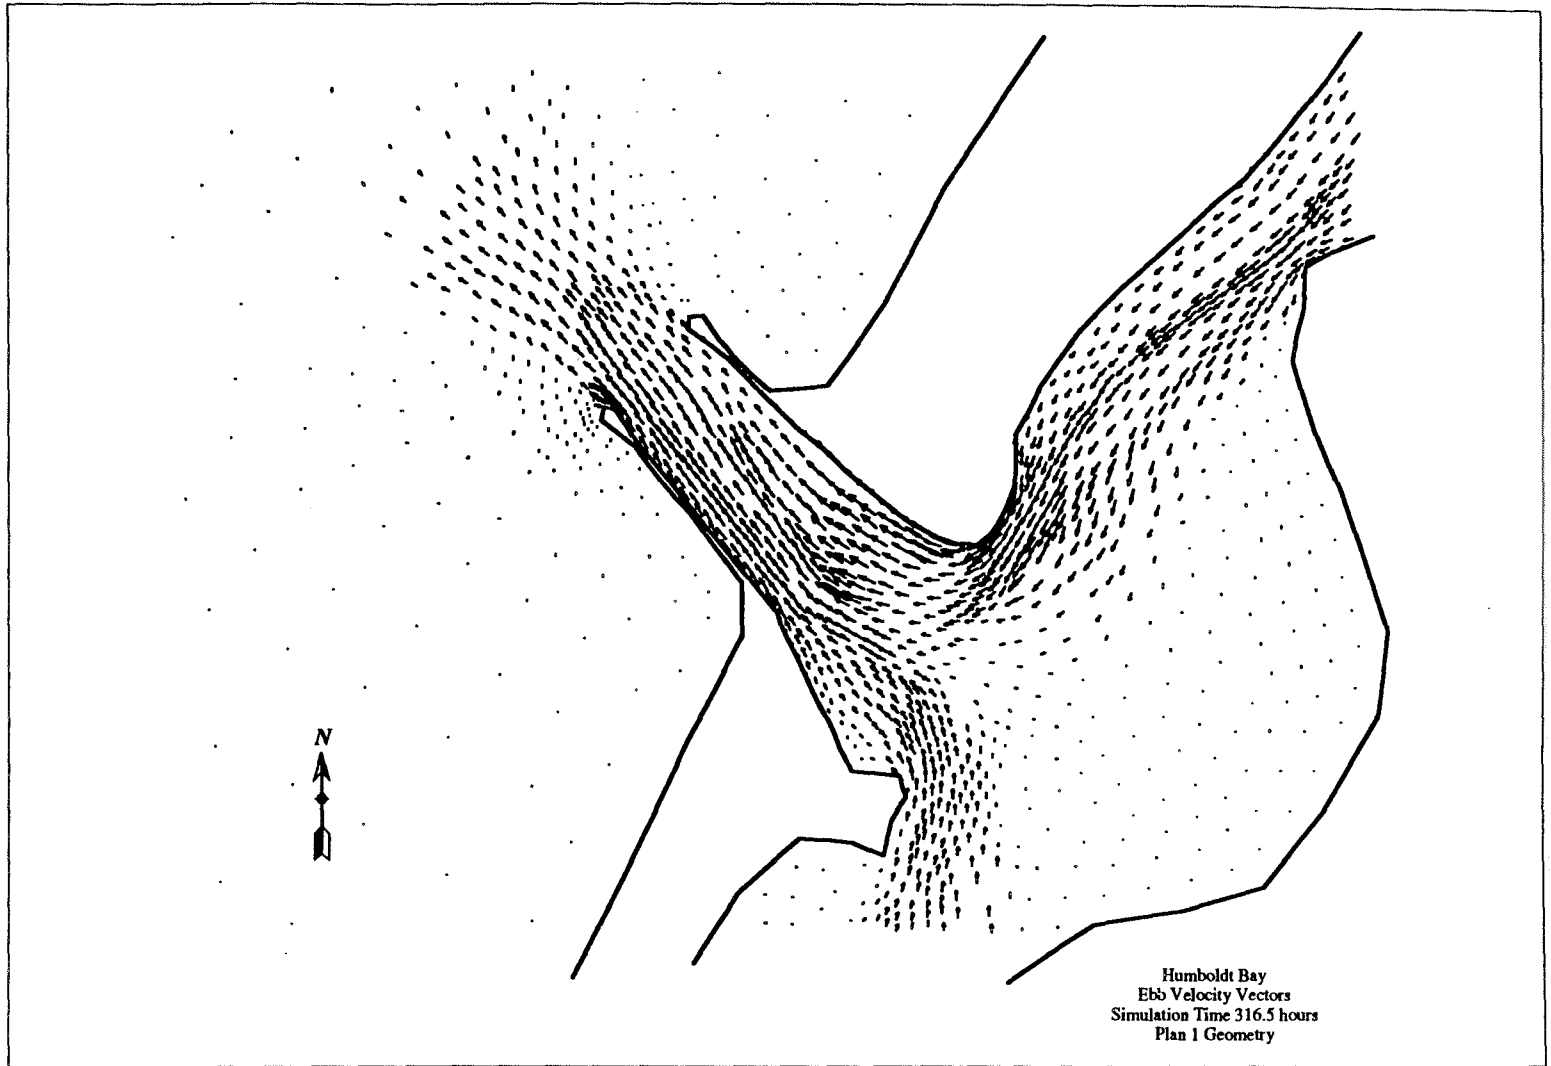 N
Humboldt Bay
Ebb Velocity Vectors
Simulation Time 316.5 hours
Plan 1 Geometry